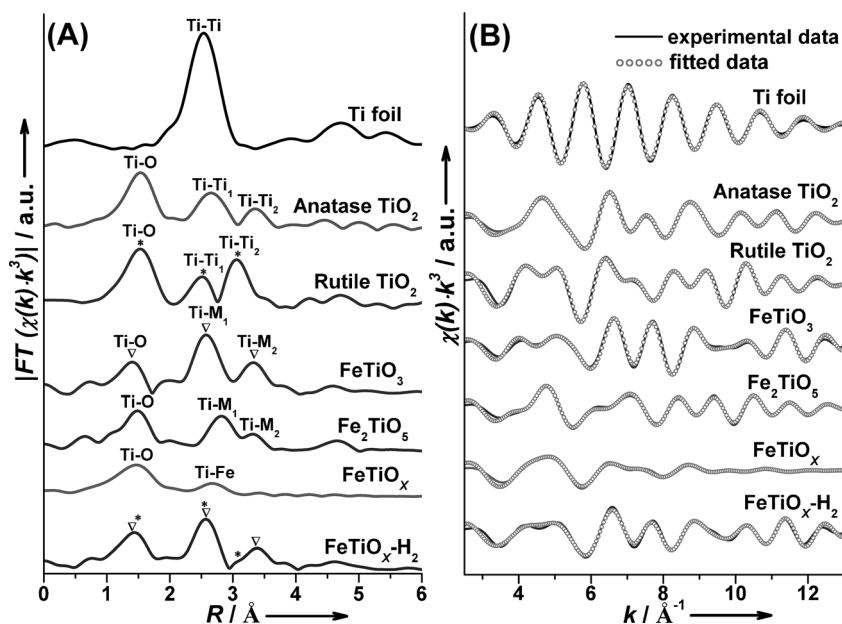 (A)
Ti-Ti
Ti foil
Ti-O
Ti-Ti₁
Ti-Ti₂
Anatase TiO₂
Ti-O
*
Ti-Ti₁
*
Ti-Ti₂
*
Rutile TiO₂
Ti-O
▽
Ti-M₁
▽
Ti-M₂
▽
FeTiO₃
Ti-O
Ti-M₁
Ti-M₂
Fe₂TiO₅
Ti-O
Ti-Fe
FeTiOₓ
▽*
*
▽
*
▽
FeTiOₓ-H₂
|FT (χ(k)·k³)| / a.u.
0 1 2 3 4 5 6
R / Å
(B)
experimental data
fitted data
Ti foil
Anatase TiO₂
Rutile TiO₂
FeTiO₃
Fe₂TiO₅
FeTiOₓ
FeTiOₓ-H₂
χ(k)·k³ / a.u.
4 6 8 10 12
k / Å⁻¹